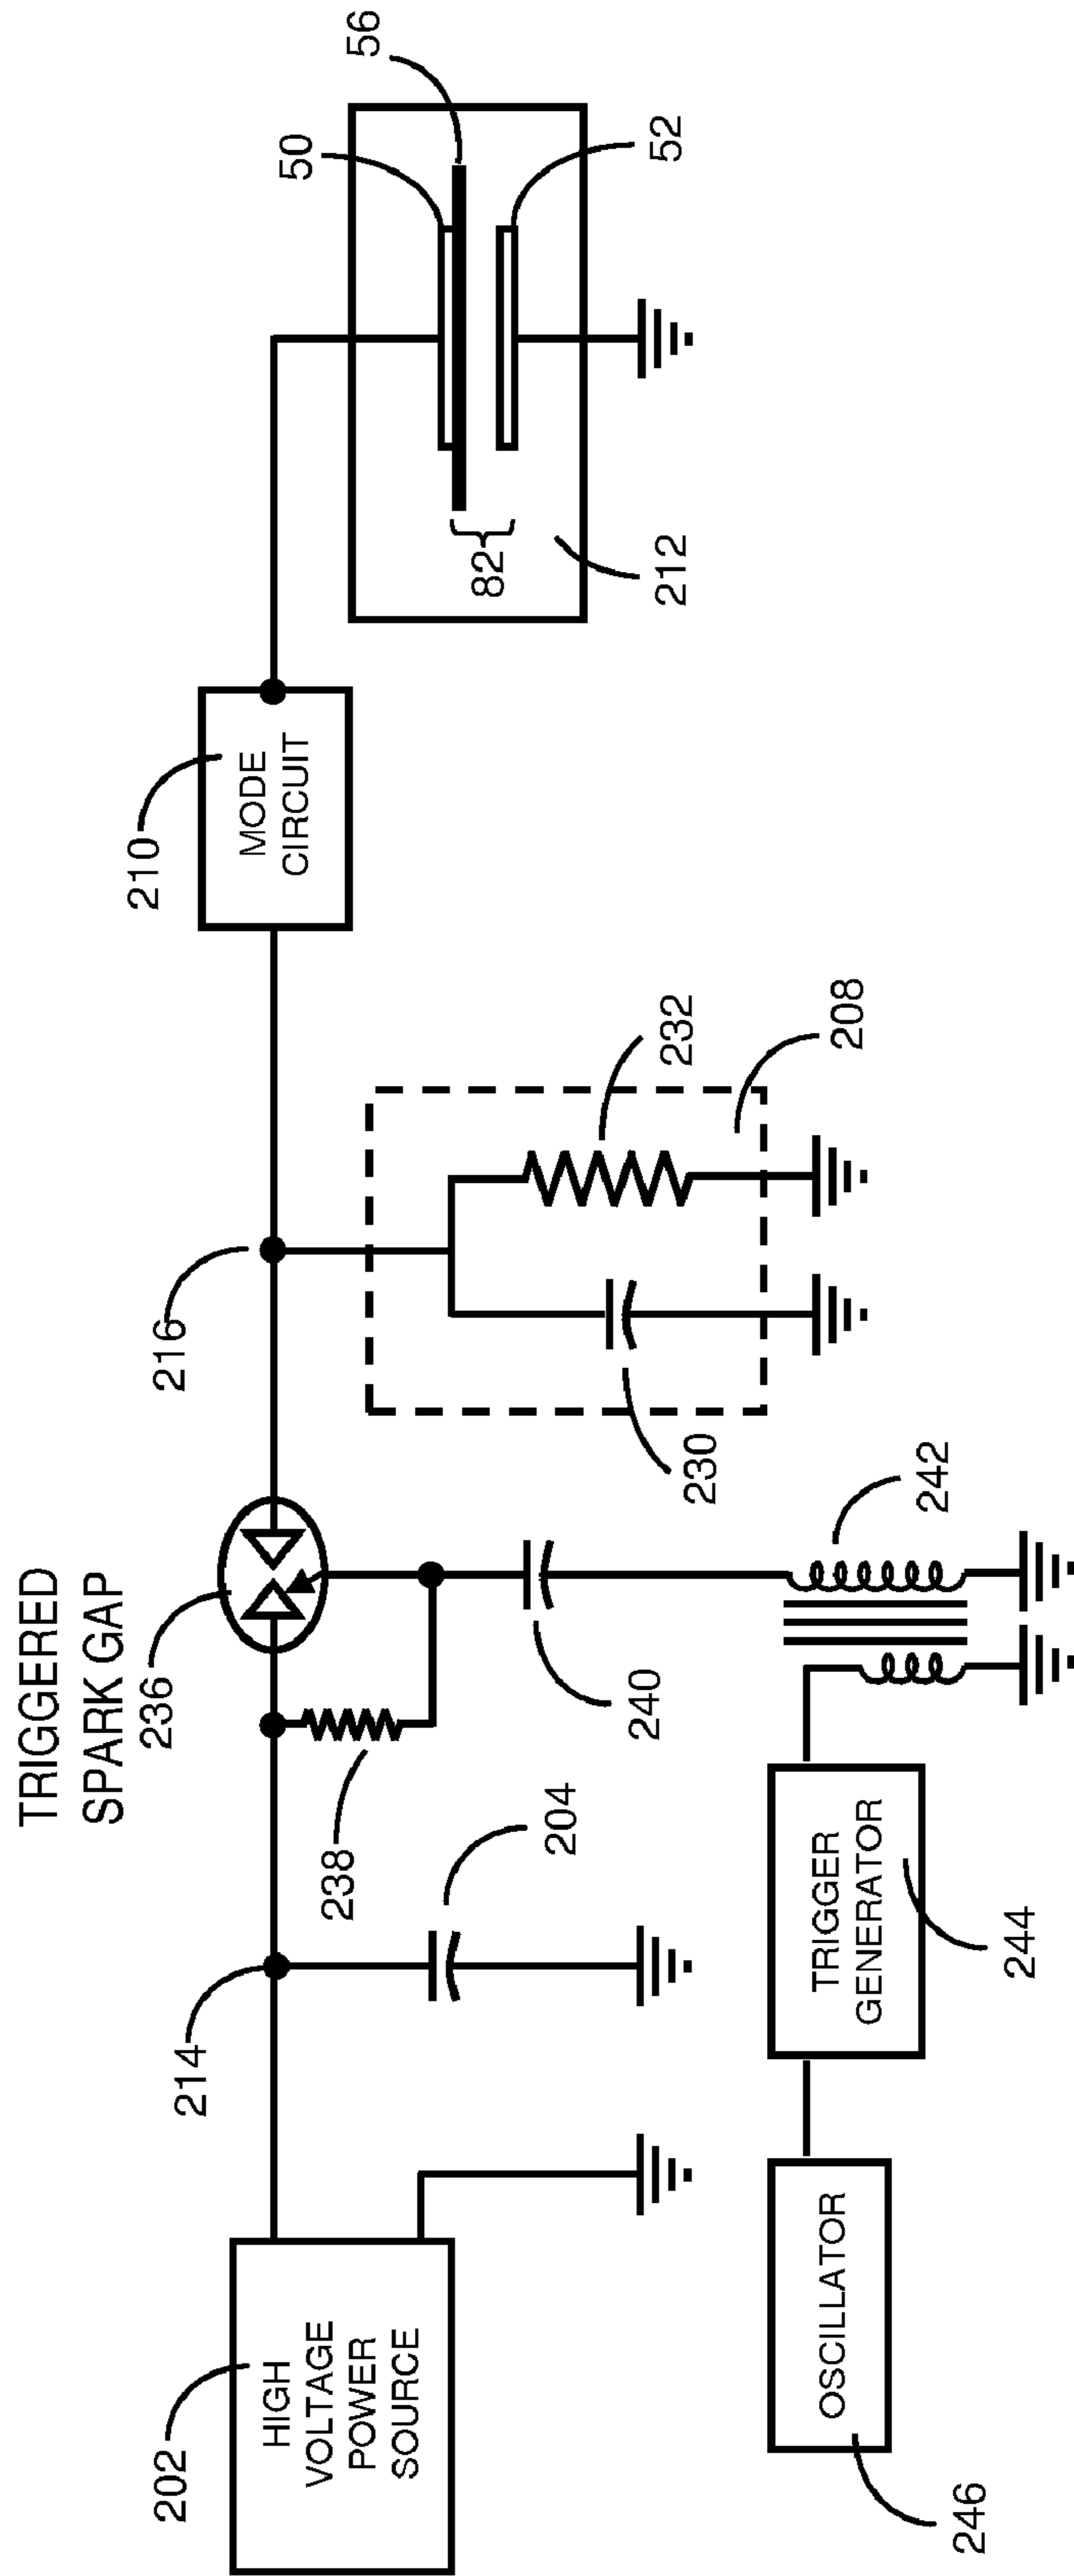 TRIGGERED
SPARK GAP
236
202
HIGH
VOLTAGE
POWER
SOURCE
214
204
238
240
216
230
232
208
210
MODE
CIRCUIT
50
56
52
82
212
242
OSCILLATOR
246
TRIGGER
GENERATOR
244